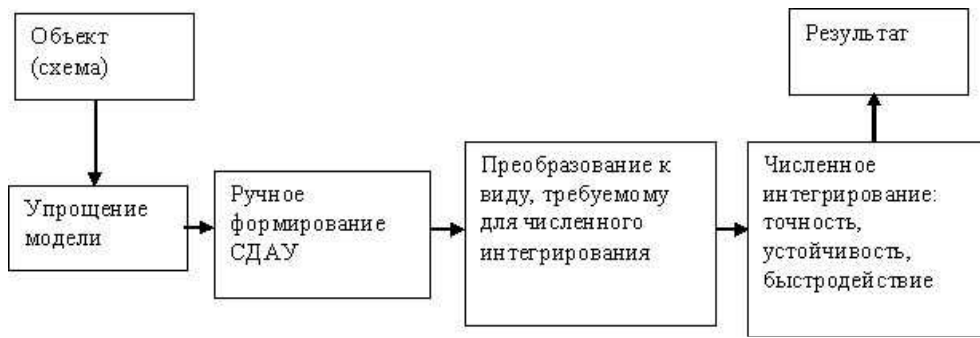 Объект
(схема)
Упрощение
модели
Ручное
формирование
СДАУ
Преобразование к
виду, требуемому
для численного
интегрирования
Численное
интегрирование:
точность,
устойчивость,
быстродействие
Результат